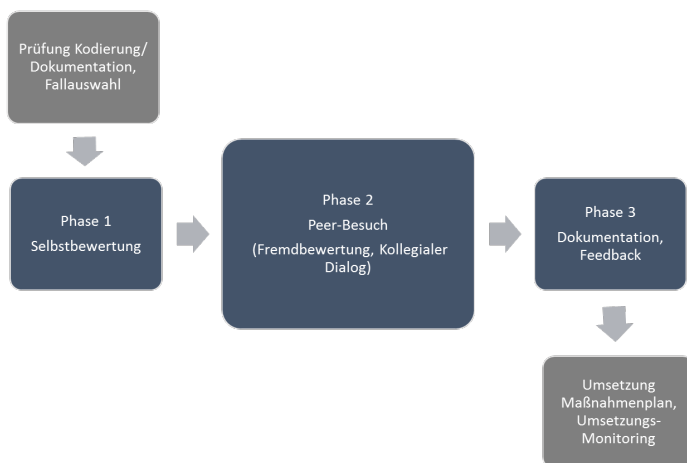 Prüfung Kodierung/
Dokumentation,
Fallauswahl
Phase 1
Selbstbewertung
Phase 2
Peer-Besuch
(Fremdbewertung, Kollegialer
Dialog)
Phase 3
Dokumentation,
Feedback
Umsetzung
Maßnahmenplan,
Umsetzungs-
Monitoring